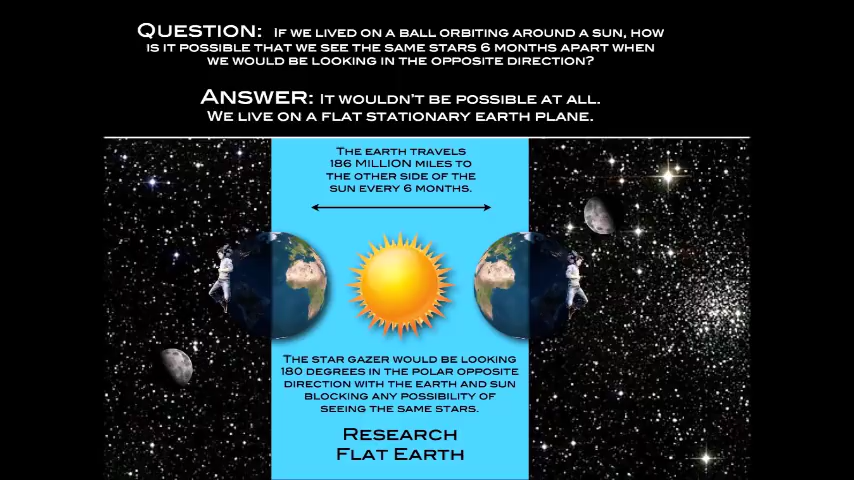 QUESTION: IF WE LIVED ON A BALL ORBITING AROUND A SUN, HOW
IS IT POSSIBLE THAT WE SEE THE SAME STARS 6 MONTHS APART WHEN
WE WOULD BE LOOKING IN THE OPPOSITE DIRECTION?
ANSWER: IT WOULDN'T BE POSSIBLE AT ALL.
WE LIVE ON A FLAT STATIONARY EARTH PLANE.
THE EARTH TRAVELS
186 MILLION MILES TO
THE OTHER SIDE OF THE
SUN EVERY 6 MONTHS.
THE STAR GAZER WOULD BE LOOKING
180 DEGREES IN THE POLAR OPPOSITE
DIRECTION WITH THE EARTH AND SUN
BLOCKING ANY POSSIBILITY OF
SEEING THE SAME STARS.
RESEARCH
FLAT EARTH